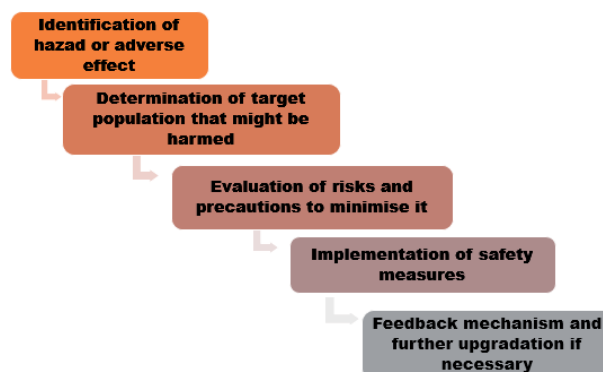 Identification of
hazad or adverse
effect
Determination of target
population that might be
harmed
Evaluation of risks and
precautions to minimise it
Implementation of safety
measures
Feedback mechanism and
further upgradation if
necessary